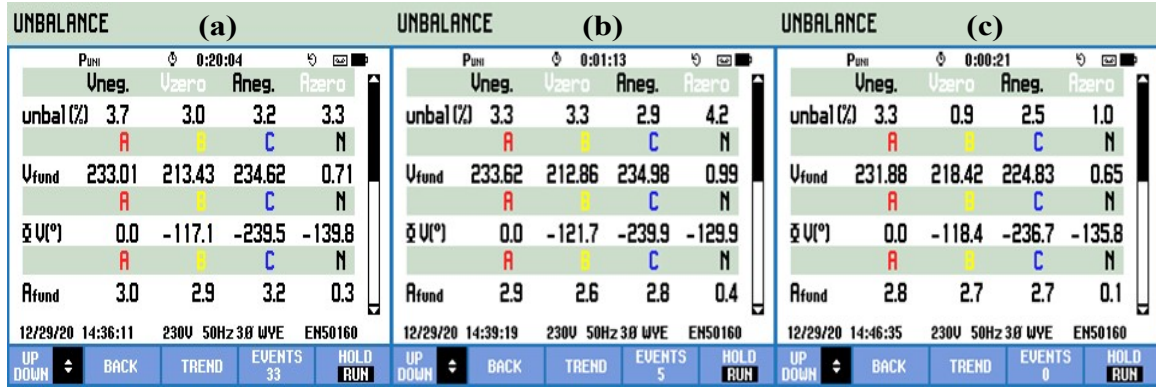 UNBALANCE (a)
Puni 0:20:04
Vneg. Vzero Aneg. Azero
unbal(%) 3.7 3.0 3.2 3.3
A B C N
Vfund 233.01 213.43 234.62 0.71
A B C N
Φ V(°) 0.0 -117.1 -239.5 -139.8
A B C N
Afund 3.0 2.9 3.2 0.3
12/29/20 14:36:11 230V 50Hz 3Ø WYE EN50160
UP DOWN BACK TREND EVENTS 33 HOLD RUN
UNBALANCE (b)
Puni 0:01:13
Vneg. Vzero Aneg. Azero
unbal(%) 3.3 3.3 2.9 4.2
A B C N
Vfund 233.62 212.86 234.98 0.99
A B C N
Φ V(°) 0.0 -121.7 -239.9 -129.9
A B C N
Afund 2.9 2.6 2.8 0.4
12/29/20 14:39:19 230V 50Hz 3Ø WYE EN50160
UP DOWN BACK TREND EVENTS 5 HOLD RUN
UNBALANCE (c)
Puni 0:00:21
Vneg. Vzero Aneg. Azero
unbal(%) 3.3 0.9 2.5 1.0
A B C N
Vfund 231.88 218.42 224.83 0.65
A B C N
Φ V(°) 0.0 -118.4 -236.7 -135.8
A B C N
Afund 2.8 2.7 2.7 0.1
12/29/20 14:46:35 230V 50Hz 3Ø WYE EN50160
UP DOWN BACK TREND EVENTS 0 HOLD RUN